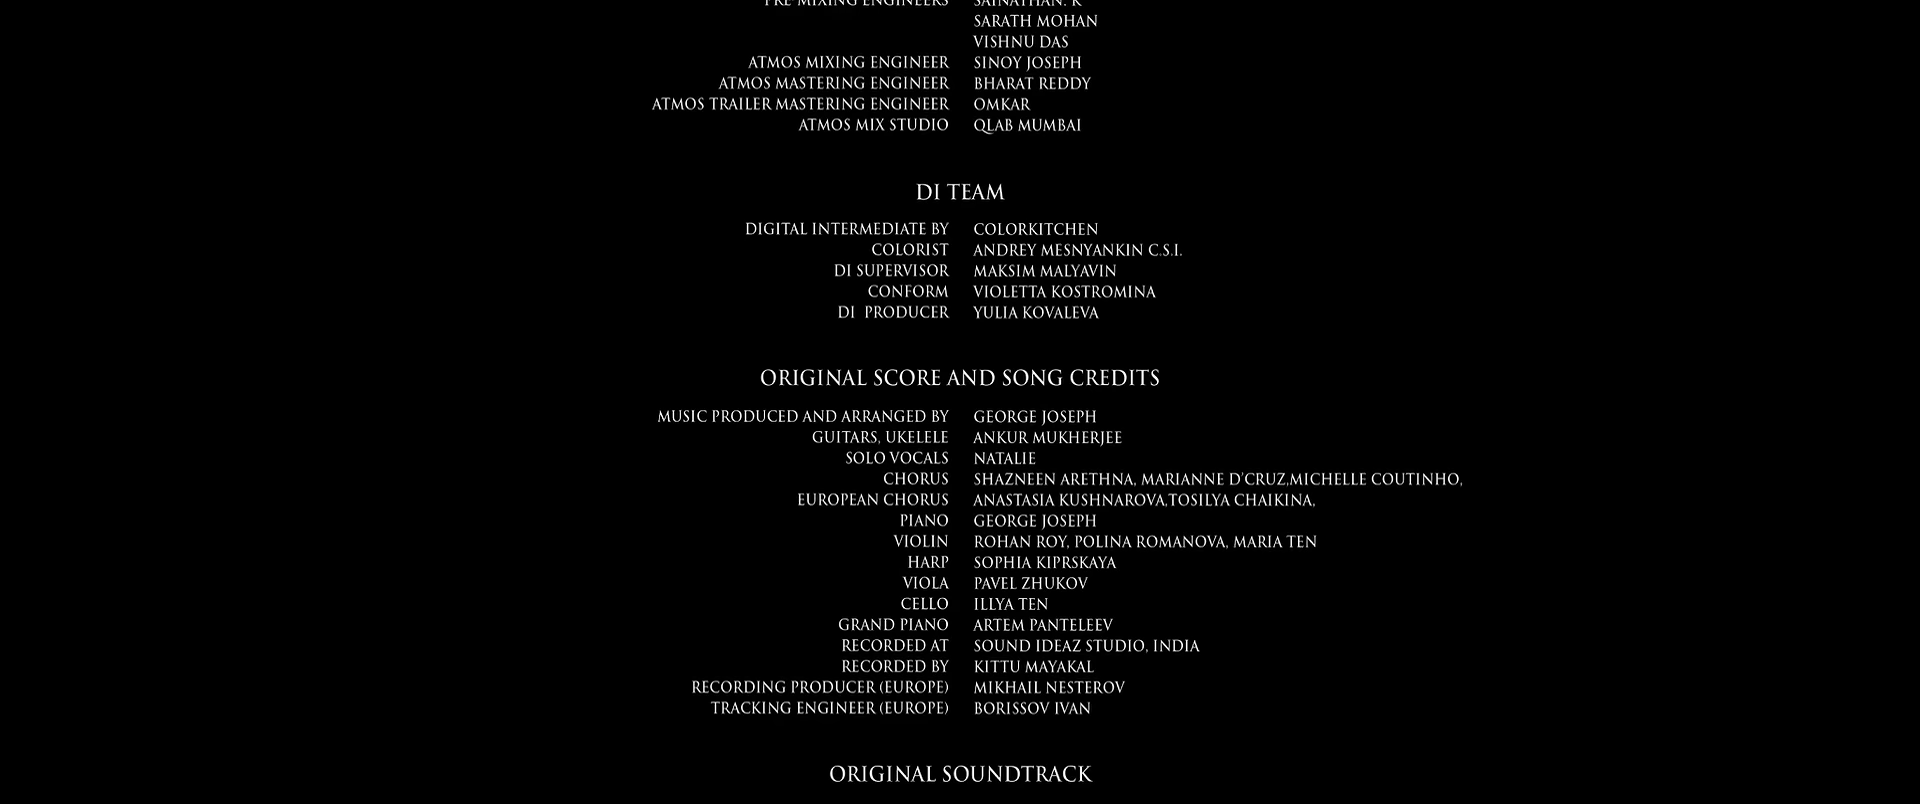 PRE-MIXING ENGINEERS SAINATHAN. K
SARATH MOHAN
VISHNU DAS
ATMOS MIXING ENGINEER SINOY JOSEPH
ATMOS MASTERING ENGINEER BHARAT REDDY
ATMOS TRAILER MASTERING ENGINEER OMKAR
ATMOS MIX STUDIO QLAB MUMBAI
DI TEAM
DIGITAL INTERMEDIATE BY COLORKITCHEN
COLORIST ANDREY MESNYANKIN C.S.I.
DI SUPERVISOR MAKSIM MALYAVIN
CONFORM VIOLETTA KOSTROMINA
DI PRODUCER YULIA KOVALEVA
ORIGINAL SCORE AND SONG CREDITS
MUSIC PRODUCED AND ARRANGED BY GEORGE JOSEPH
GUITARS, UKELELE ANKUR MUKHERJEE
SOLO VOCALS NATALIE
CHORUS SHAZNEEN ARETHNA, MARIANNE D'CRUZ,MICHELLE COUTINHO,
EUROPEAN CHORUS ANASTASIA KUSHNAROVA,TOSILYA CHAIKINA,
PIANO GEORGE JOSEPH
VIOLIN ROHAN ROY, POLINA ROMANOVA, MARIA TEN
HARP SOPHIA KIPRSKAYA
VIOLA PAVEL ZHUKOV
CELLO ILLYA TEN
GRAND PIANO ARTEM PANTELEEV
RECORDED AT SOUND IDEAZ STUDIO, INDIA
RECORDED BY KITTU MAYAKAL
RECORDING PRODUCER (EUROPE) MIKHAIL NESTEROV
TRACKING ENGINEER (EUROPE) BORISSOV IVAN
ORIGINAL SOUNDTRACK